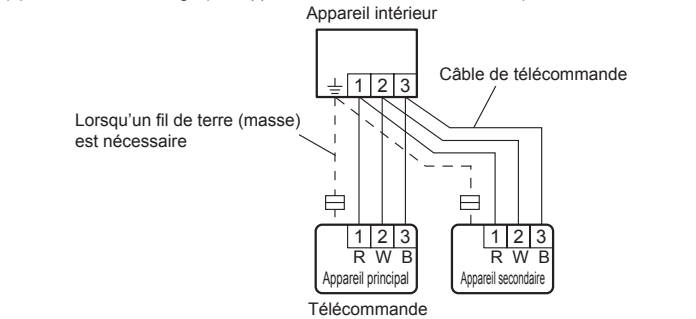 Appareil intérieur
1 2 3
Câble de télécommande
Lorsqu'un fil de terre (masse)
est nécessaire
1 2 3
R W B
Appareil principal
1 2 3
R W B
Appareil secondaire
Télécommande